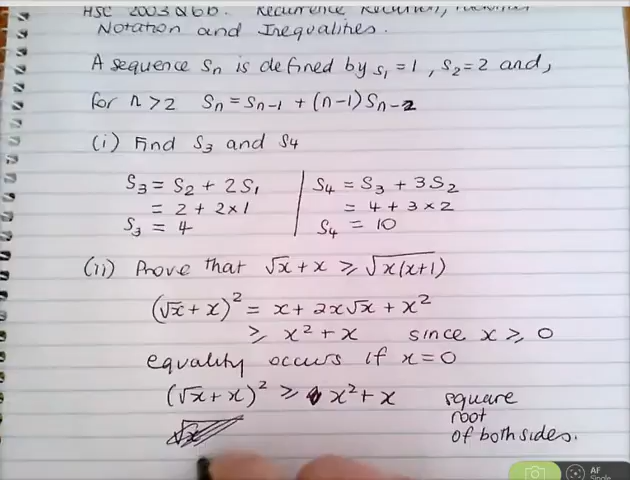 HSC 2003 Q6b. Recurrence
Notation and Inequalities.
A sequence Sn is defined by S₁ = 1, S₂ = 2 and,
for n > 2 Sn = Sn-1 + (n-1) Sn-2
(i) Find S₃ and S₄
S₃ = S₂ + 2S₁ | S₄ = S₃ + 3S₂
= 2 + 2×1 | = 4 + 3×2
S₃ = 4 | S₄ = 10
(ii) Prove that √x + x ≥ √x(x+1)
(√x + x)² = x + 2x√x + x²
≥ x² + x since x ≥ 0
equality occurs if x = 0
(√x + x)² ≥ x² + x square
root
of both sides.
AF
Single